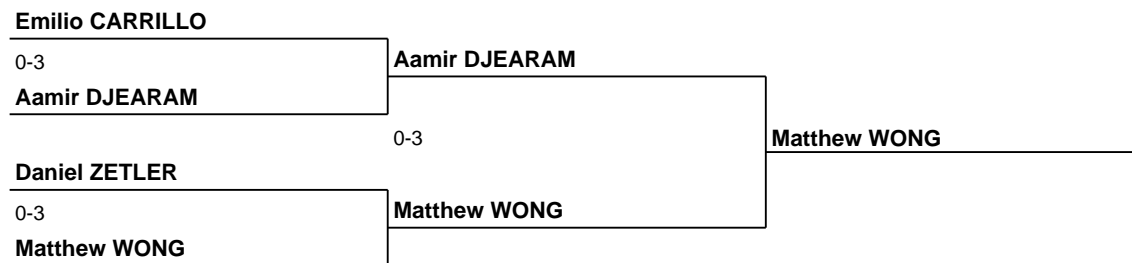 Emilio CARRILLO
0-3
Aamir DJEARAM
Aamir DJEARAM
0-3
Matthew WONG
Daniel ZETLER
0-3
Matthew WONG
Matthew WONG